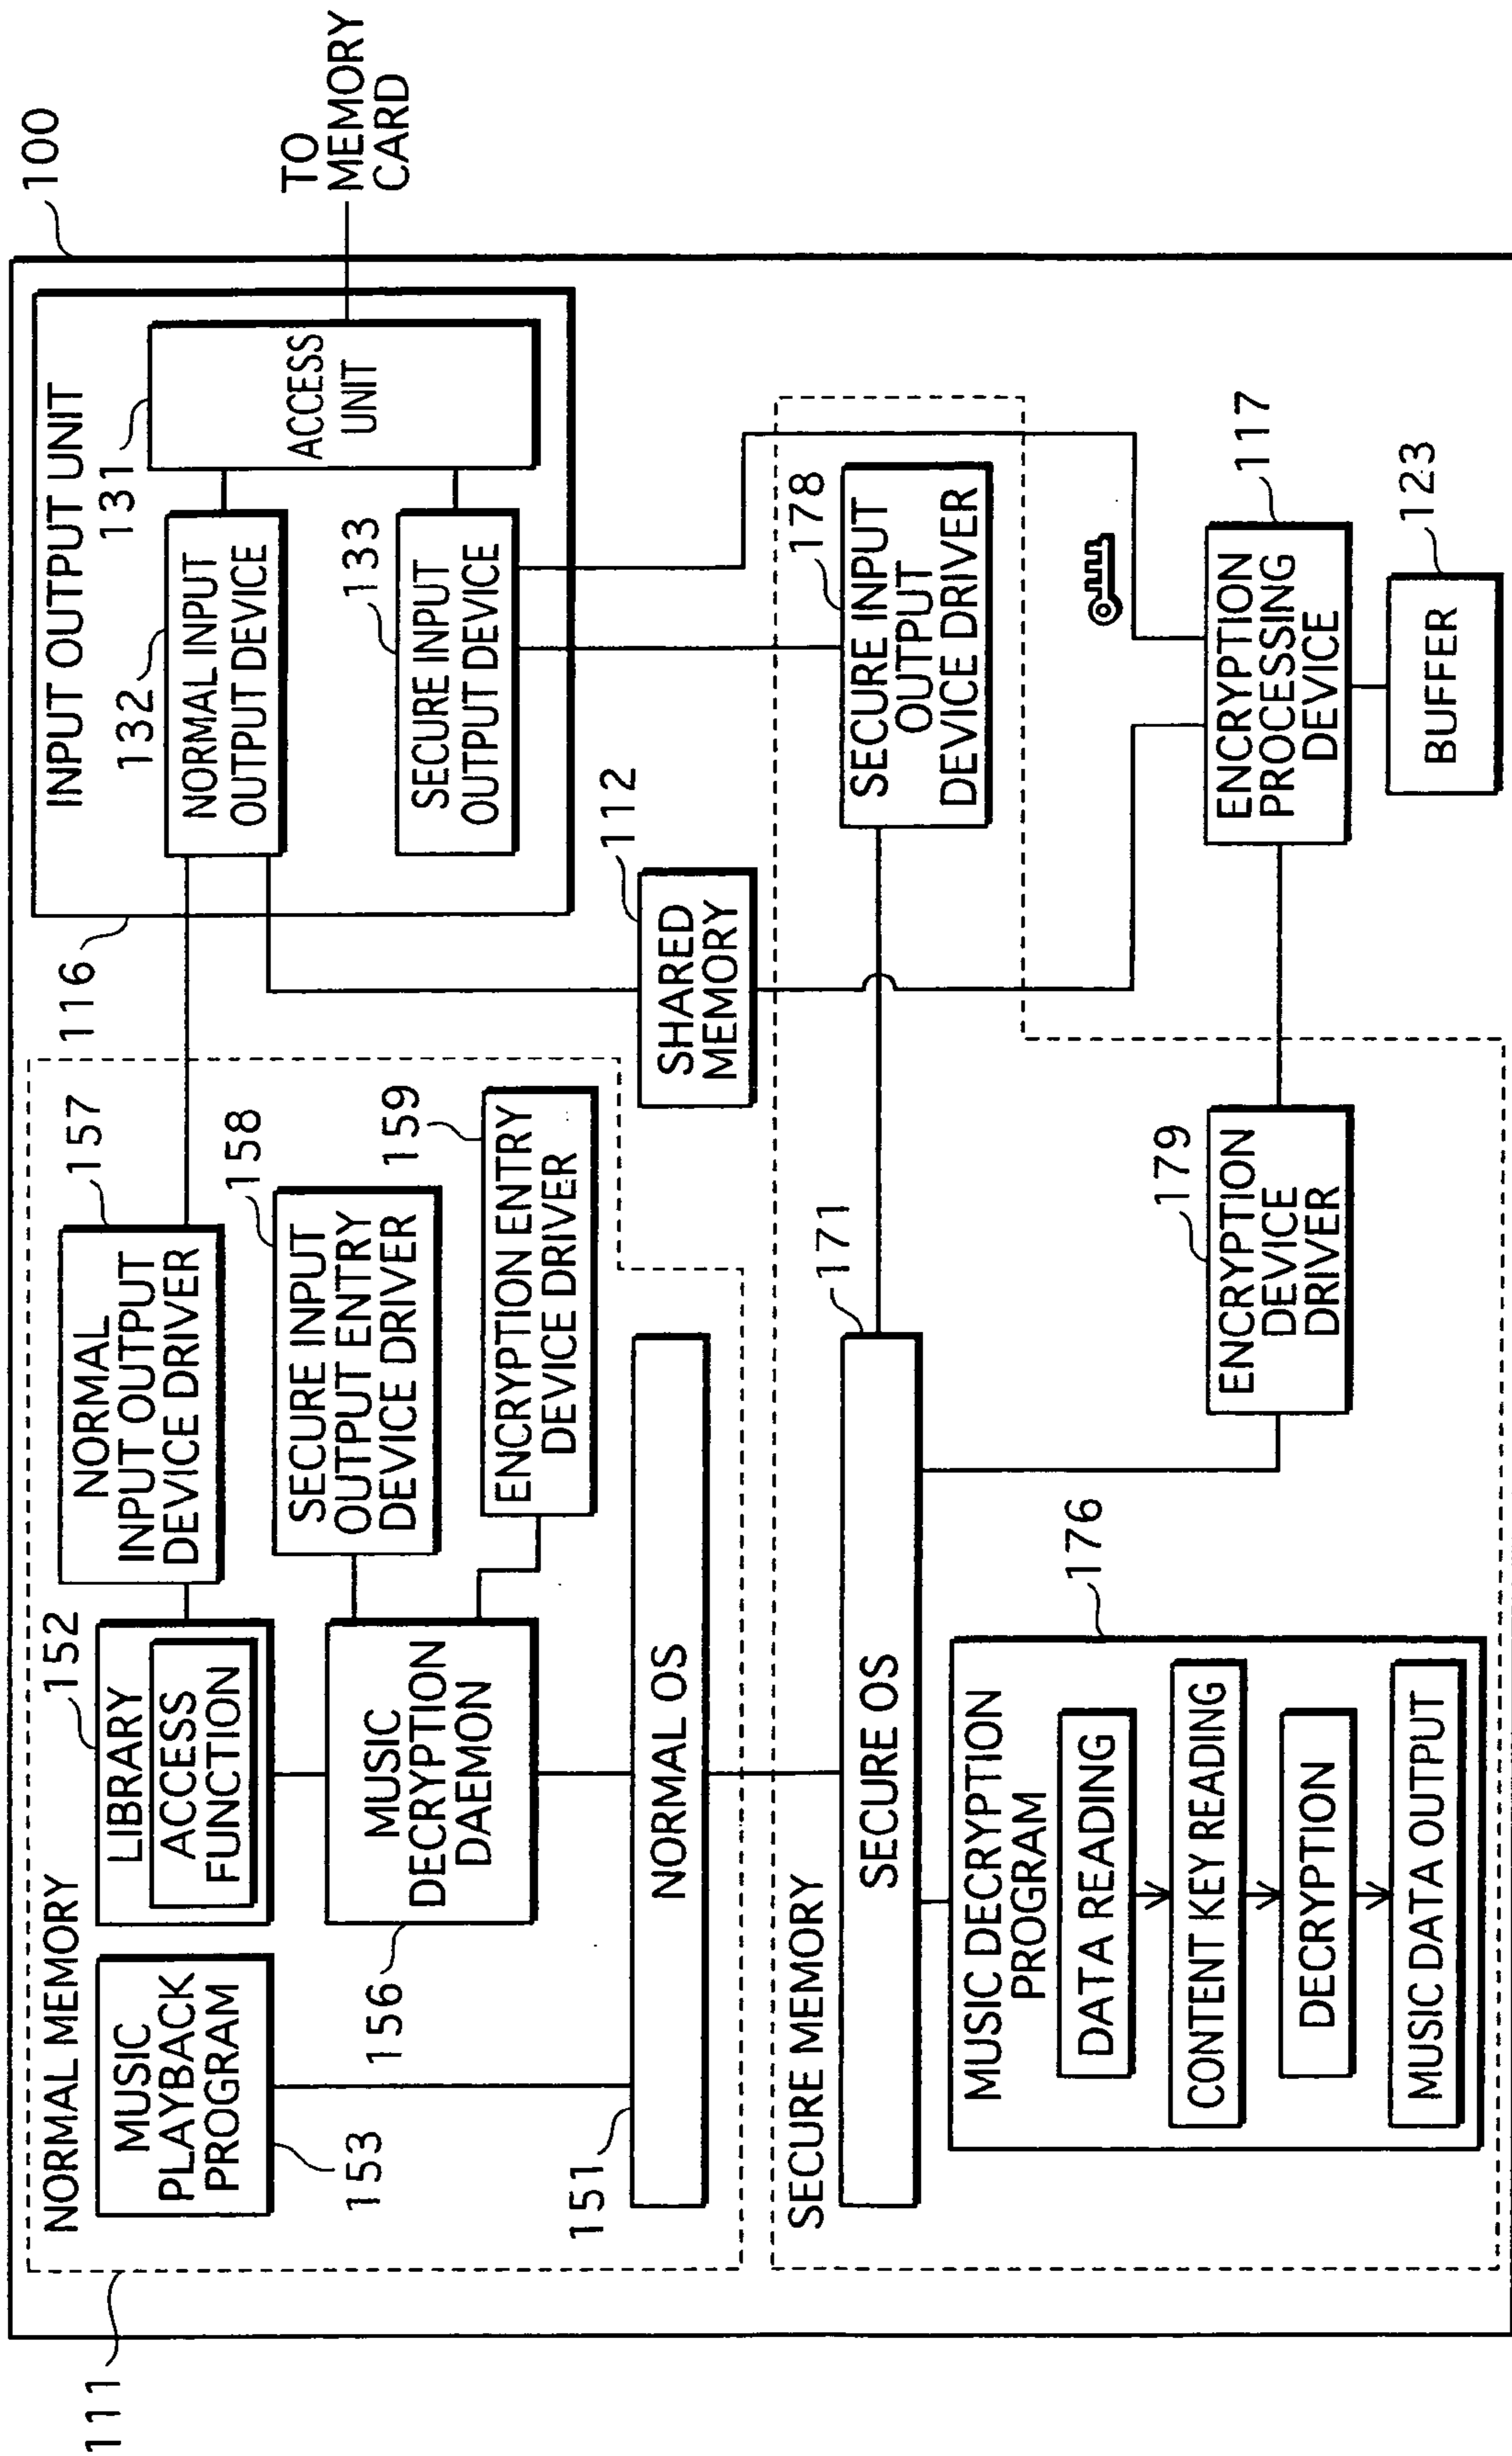 100
TO
MEMORY
CARD
INPUT OUTPUT UNIT
131
ACCESS
UNIT
132
NORMAL INPUT
OUTPUT DEVICE
133
SECURE INPUT
OUTPUT DEVICE
116
111
NORMAL MEMORY
MUSIC
PLAYBACK
PROGRAM
153
152
LIBRARY
ACCESS
FUNCTION
157
NORMAL
INPUT OUTPUT
DEVICE DRIVER
158
SECURE INPUT
OUTPUT ENTRY
DEVICE DRIVER
159
ENCRYPTION ENTRY
DEVICE DRIVER
156
MUSIC
DECRYPTION
DAEMON
151
NORMAL OS
112
SHARED
MEMORY
SECURE MEMORY
171
SECURE OS
178
SECURE INPUT
OUTPUT
DEVICE DRIVER
176
MUSIC DECRYPTION
PROGRAM
DATA READING
CONTENT KEY READING
DECRYPTION
MUSIC DATA OUTPUT
179
ENCRYPTION
DEVICE
DRIVER
117
ENCRYPTION
PROCESSING
DEVICE
123
BUFFER